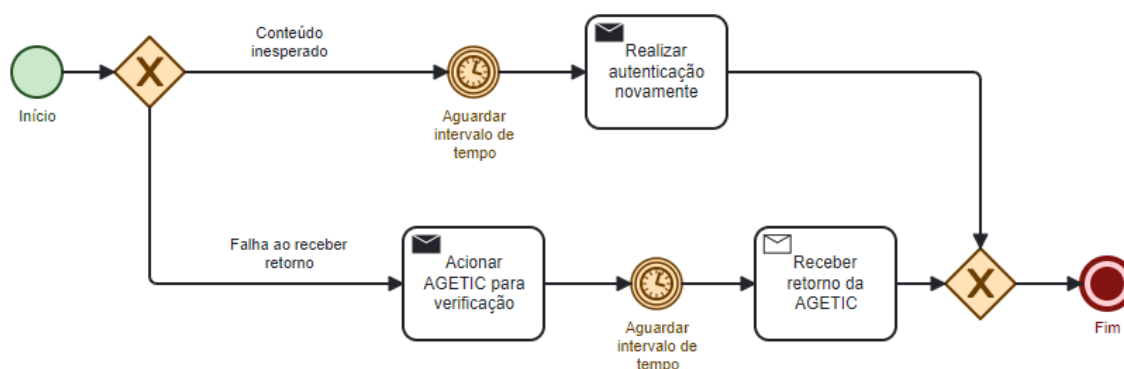 Conteúdo
inesperado
Início
Aguardar
intervalo de
tempo
Realizar
autenticação
novamente
Falha ao receber
retorno
Acionar
AGETIC para
verificação
Aguardar
intervalo de
tempo
Receber
retorno da
AGETIC
Fim